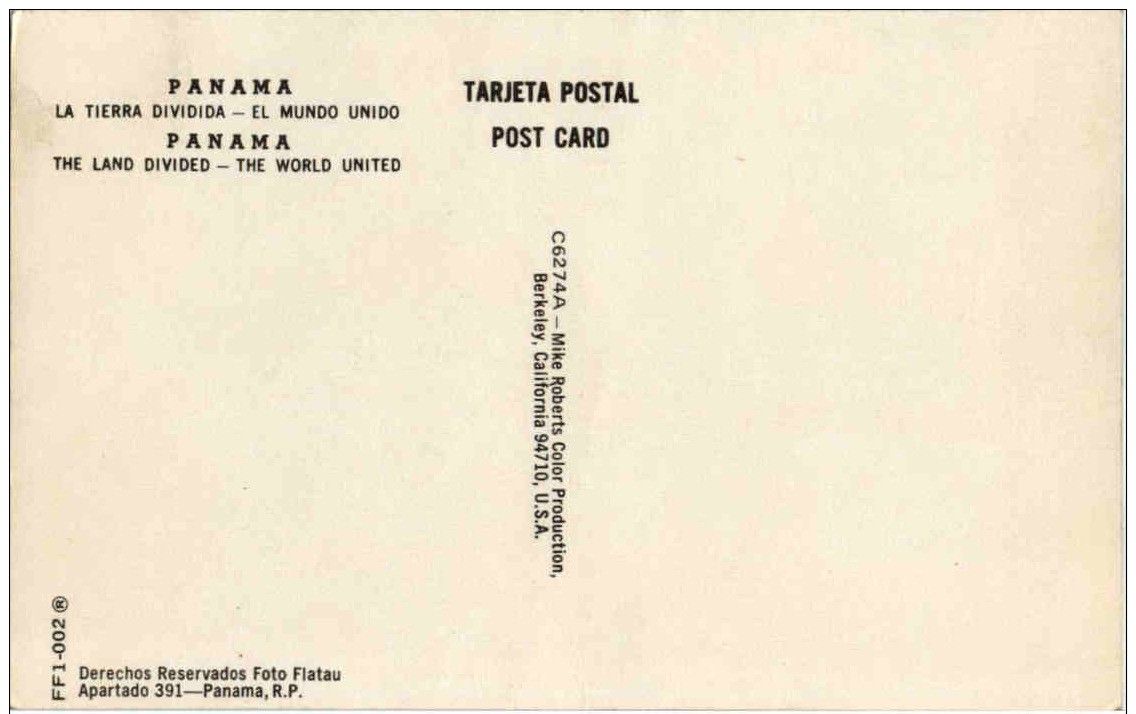 PANAMA
LA TIERRA DIVIDIDA – EL MUNDO UNIDO
PANAMA
THE LAND DIVIDED – THE WORLD UNITED
TARJETA POSTAL
POST CARD
C6274A – Mike Roberts Color Production,
Berkeley, California 94710, U.S.A.
FF1-002 ®
Derechos Reservados Foto Flatau
Apartado 391—Panama, R.P.